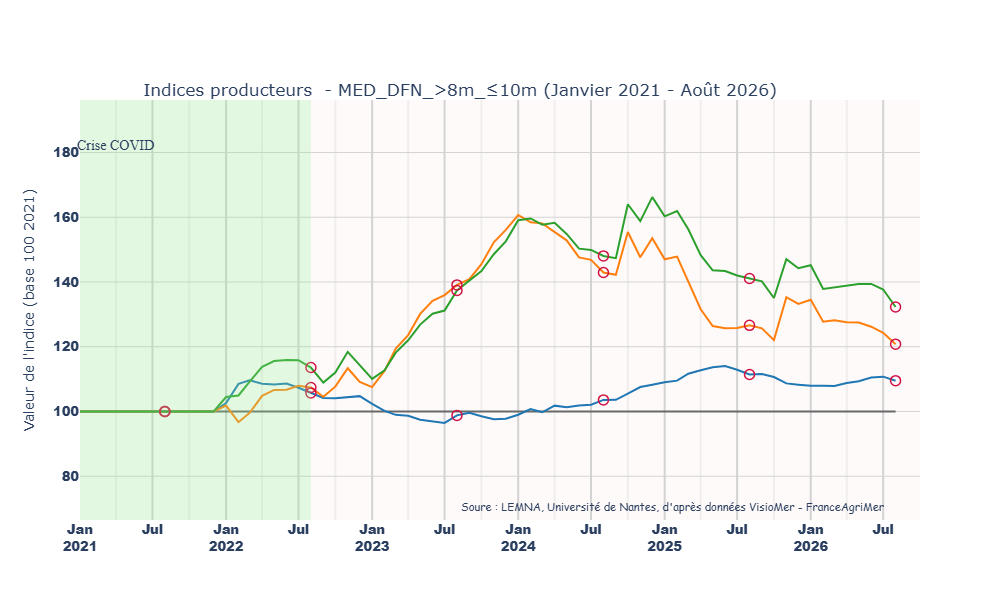 Indices producteurs - MED_DFN_>8m_≤10m (Janvier 2021 - Août 2026)
Crise COVID
Valeur de l'indice (base 100 2021)
180
160
140
120
100
80
Soure : LEMNA, Université de Nantes, d'après données VisioMer - FranceAgriMer
Jan Jul Jan Jul Jan Jul Jan Jul Jan Jul Jan Jul
2021 2022 2023 2024 2025 2026